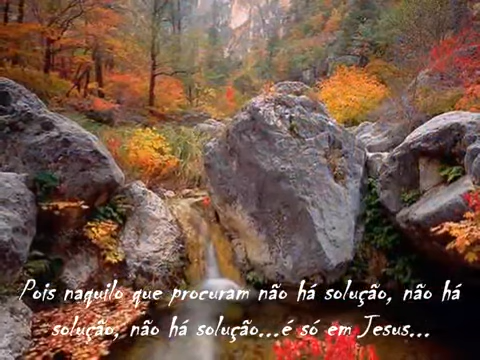 Pois naquilo que procuram não há solução, não há
solução, não há solução...é só em Jesus...